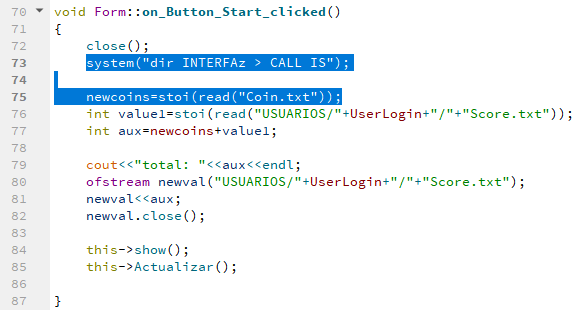 70 void Form::on_Button_Start_clicked()
71 {
72 close();
73 system("dir INTERFAz > CALL IS");
74
75 newcoins=stoi(read("Coin.txt"));
76 int value1=stoi(read("USUARIOS/"+UserLogin+"/"+"Score.txt"));
77 int aux=newcoins+value1;
78
79 cout<<"total: "<<aux<<endl;
80 ofstream newval("USUARIOS/"+UserLogin+"/"+"Score.txt");
81 newval<<aux;
82 newval.close();
83
84 this->show();
85 this->Actualizar();
86
87 }